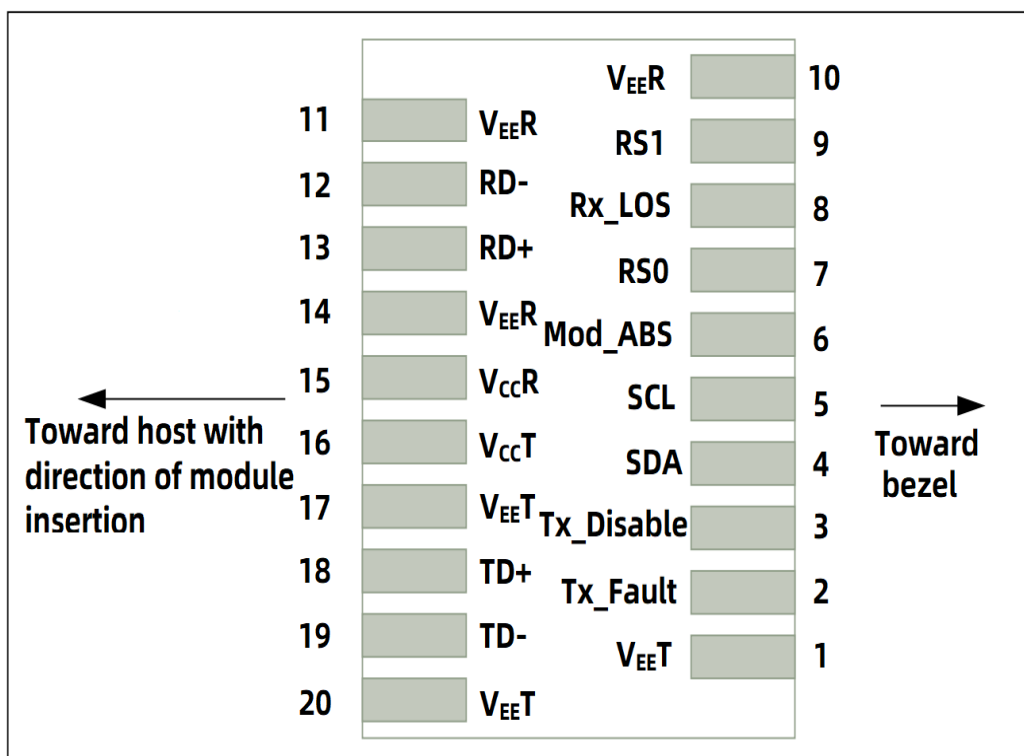 VEER 10
11 VEER
RS1 9
12 RD-
Rx_LOS 8
13 RD+
RS0 7
14 VEER
Mod_ABS 6
15 VCCR
SCL 5
Toward host with
direction of module
insertion
Toward
bezel
16 VCCT
SDA 4
17 VEET
Tx_Disable 3
18 TD+
Tx_Fault 2
19 TD-
VEET 1
20 VEET